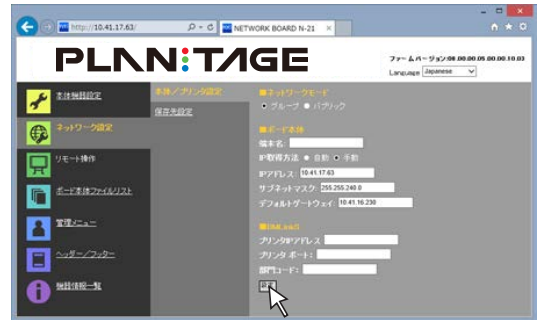 http://10.41.17.63/
NETWORK BOARD N-21
PLANiTAGE
ファームバージョン:08.00.00.05.00.00.10.03
Language Japanese
本体機器設定
ネットワーク設定
リモート操作
ボード本体ファイルリスト
管理メニュー
ヘッダー/フッター
機器情報一覧
本体/プリンタ設定
保存先設定
■ネットワークモード
グループ パブリック
■ボード本体
端末名:
IP取得方法 自動 手動
IPアドレス: 10.41.17.63
サブネットマスク: 255.255.240.0
デフォルトゲートウェイ: 10.41.16.230
プリンタIPアドレス:
プリンタ ポート:
部門コード:
設定